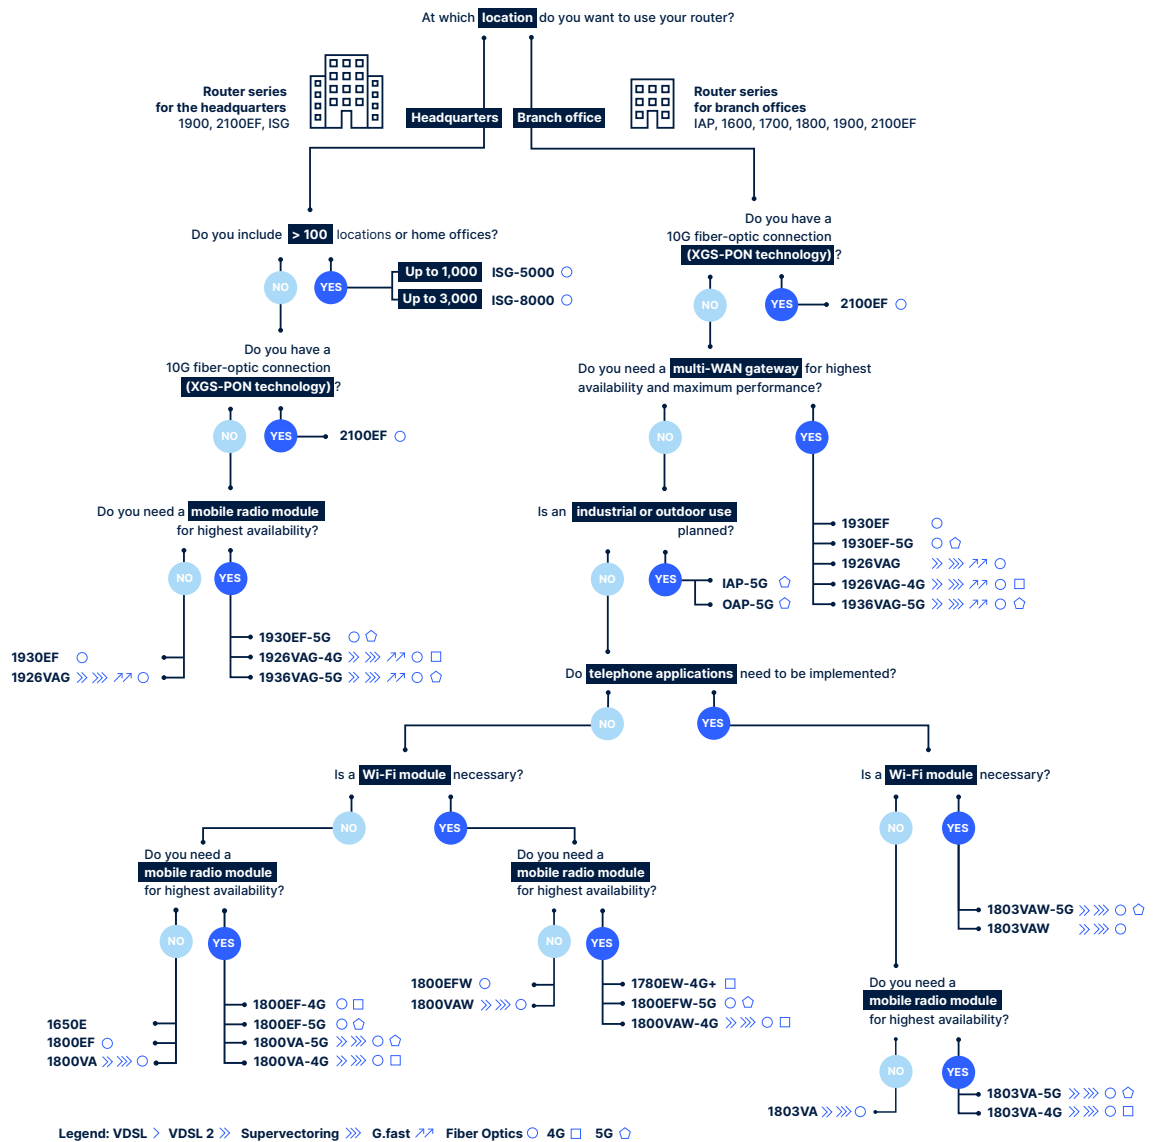 At which location do you want to use your router?
Router series
for the headquarters
1900, 2100EF, ISG
Headquarters
Branch office
Router series
for branch offices
IAP, 1600, 1700, 1800, 1900, 2100EF
Do you include > 100 locations or home offices?
NO
YES
Up to 1,000 ISG-5000
Up to 3,000 ISG-8000
Do you have a
10G fiber-optic connection
(XGS-PON technology)?
NO
YES
2100EF
Do you need a mobile radio module
for highest availability?
NO
YES
1930EF
1926VAG
1930EF-5G
1926VAG-4G
1936VAG-5G
Do you have a
10G fiber-optic connection
(XGS-PON technology)?
NO
YES
2100EF
Do you need a multi-WAN gateway for highest
availability and maximum performance?
NO
YES
1930EF
1930EF-5G
1926VAG
1926VAG-4G
1936VAG-5G
Is an industrial or outdoor use
planned?
NO
YES
IAP-5G
OAP-5G
Do telephone applications need to be implemented?
NO
YES
Is a Wi-Fi module necessary?
NO
YES
Do you need a
mobile radio module
for highest availability?
NO
YES
1650E
1800EF
1800VA
1800EF-4G
1800EF-5G
1800VA-5G
1800VA-4G
Do you need a
mobile radio module
for highest availability?
NO
YES
1800EFW
1800VAW
1780EW-4G+
1800EFW-5G
1800VAW-4G
Is a Wi-Fi module necessary?
NO
YES
1803VAW-5G
1803VAW
Do you need a
mobile radio module
for highest availability?
NO
YES
1803VA
1803VA-5G
1803VA-4G
Legend: VDSL VDSL 2 Supervectoring G.fast Fiber Optics 4G 5G